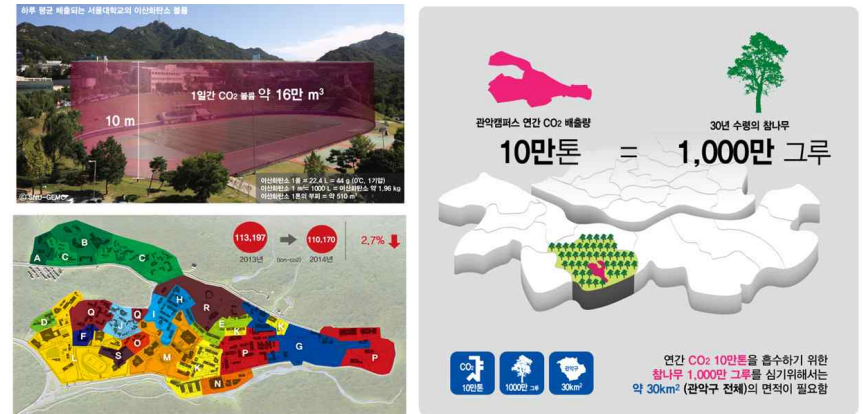 하루 평균 배출되는 서울대학교의 이산화탄소 볼륨
1일간 CO2 볼륨 약 16만 m³
10 m
이산화탄소 1몰 = 22.4 L = 44 g (0℃, 1기압)
이산화탄소 1 m³= 1000 L = 이산화탄소 약 1.96 kg
이산화탄소 1톤의 부피 = 약 510 m³
ⓒ SNU-GEMC
113,197
110,170
2.7%
2013년
(ton-co2)
2014년
B
A
C
C
D
Q
Q
H
I
J
R
F
E
K
K
L
S
O
M
K
P
G
P
N
관악캠퍼스 연간 CO2 배출량
30년 수령의 참나무
10만톤 = 1,000만 그루
CO2
10만톤
1000만 그루
관악구
30km²
연간 CO2 10만톤을 흡수하기 위한
참나무 1,000만 그루를 심기위해서는
약 30km² (관악구 전체)의 면적이 필요함